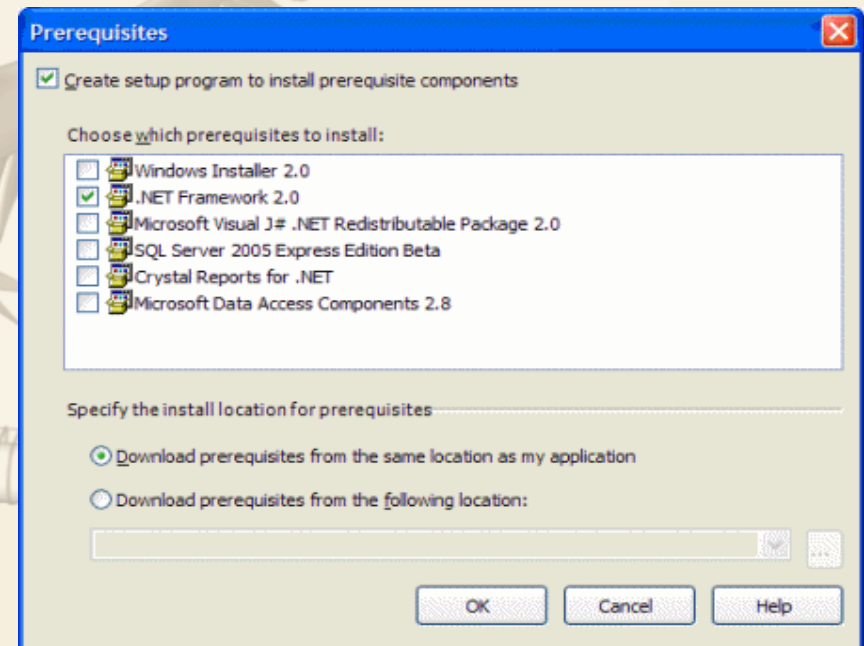 Prerequisites
Create setup program to install prerequisite components
Choose which prerequisites to install:
Windows Installer 2.0
.NET Framework 2.0
Microsoft Visual J# .NET Redistributable Package 2.0
SQL Server 2005 Express Edition Beta
Crystal Reports for .NET
Microsoft Data Access Components 2.8
Specify the install location for prerequisites
Download prerequisites from the same location as my application
Download prerequisites from the following location:
...
OK Cancel Help